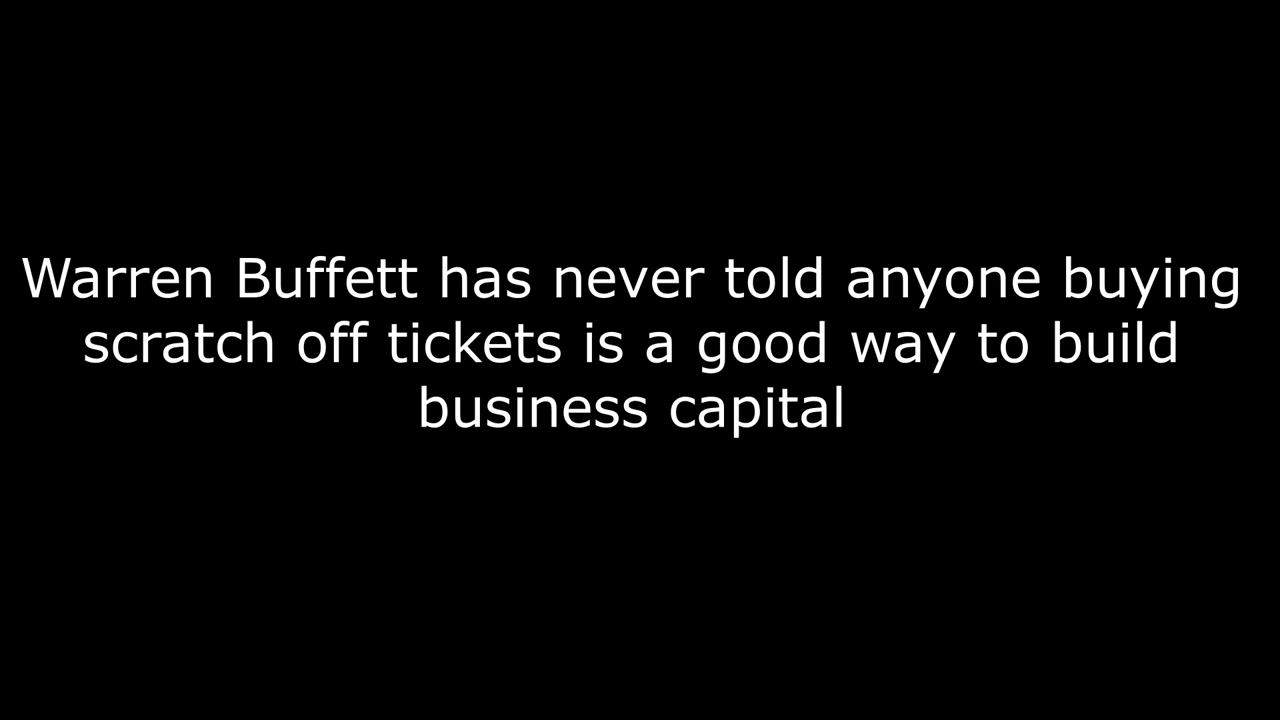 Warren Buffett has never told anyone buying
scratch off tickets is a good way to build
business capital